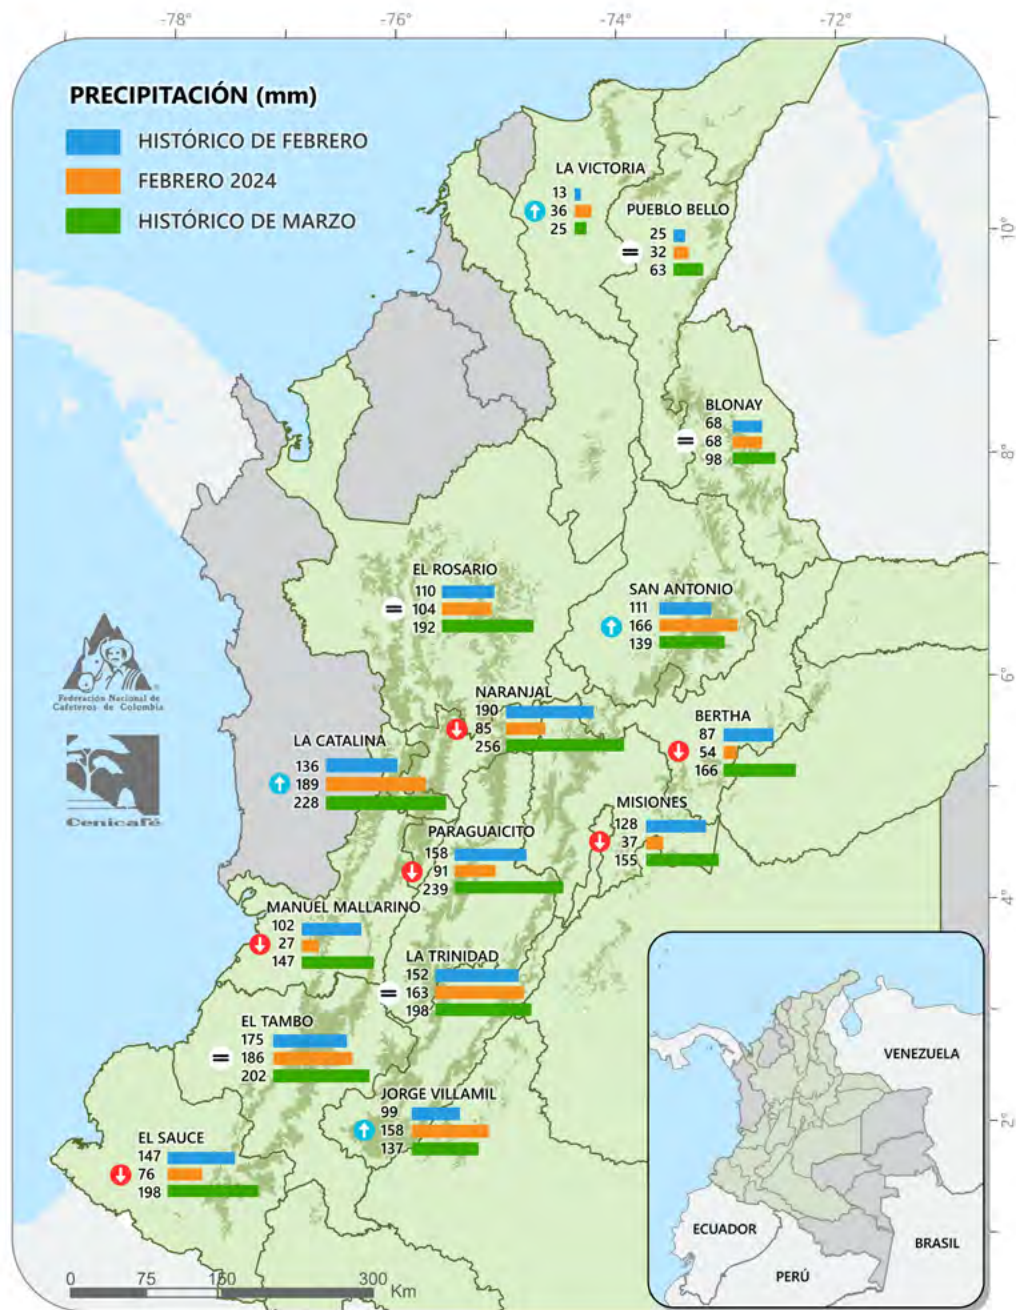 -78°
-76°
-74°
-72°
PRECIPITACIÓN (mm)
HISTÓRICO DE FEBRERO
FEBRERO 2024
HISTÓRICO DE MARZO
LA VICTORIA
13
36
25
PUEBLO BELLO
25
32
63
10°
BLONAY
68
68
98
8°
EL ROSARIO
110
104
192
SAN ANTONIO
111
166
139
Federación Nacional de
Cafeteros de Colombia
6°
NARANJAL
190
85
256
BERTHA
87
54
166
LA CATALINA
136
189
228
Cenicafé
MISIONES
128
37
155
PARAGUAICITO
158
91
239
4°
MANUEL MALLARINO
102
27
147
LA TRINIDAD
152
163
198
EL TAMBO
175
186
202
JORGE VILLAMIL
99
158
137
2°
EL SAUCE
147
76
198
VENEZUELA
ECUADOR
PERÚ
BRASIL
0 75 150 300
Km